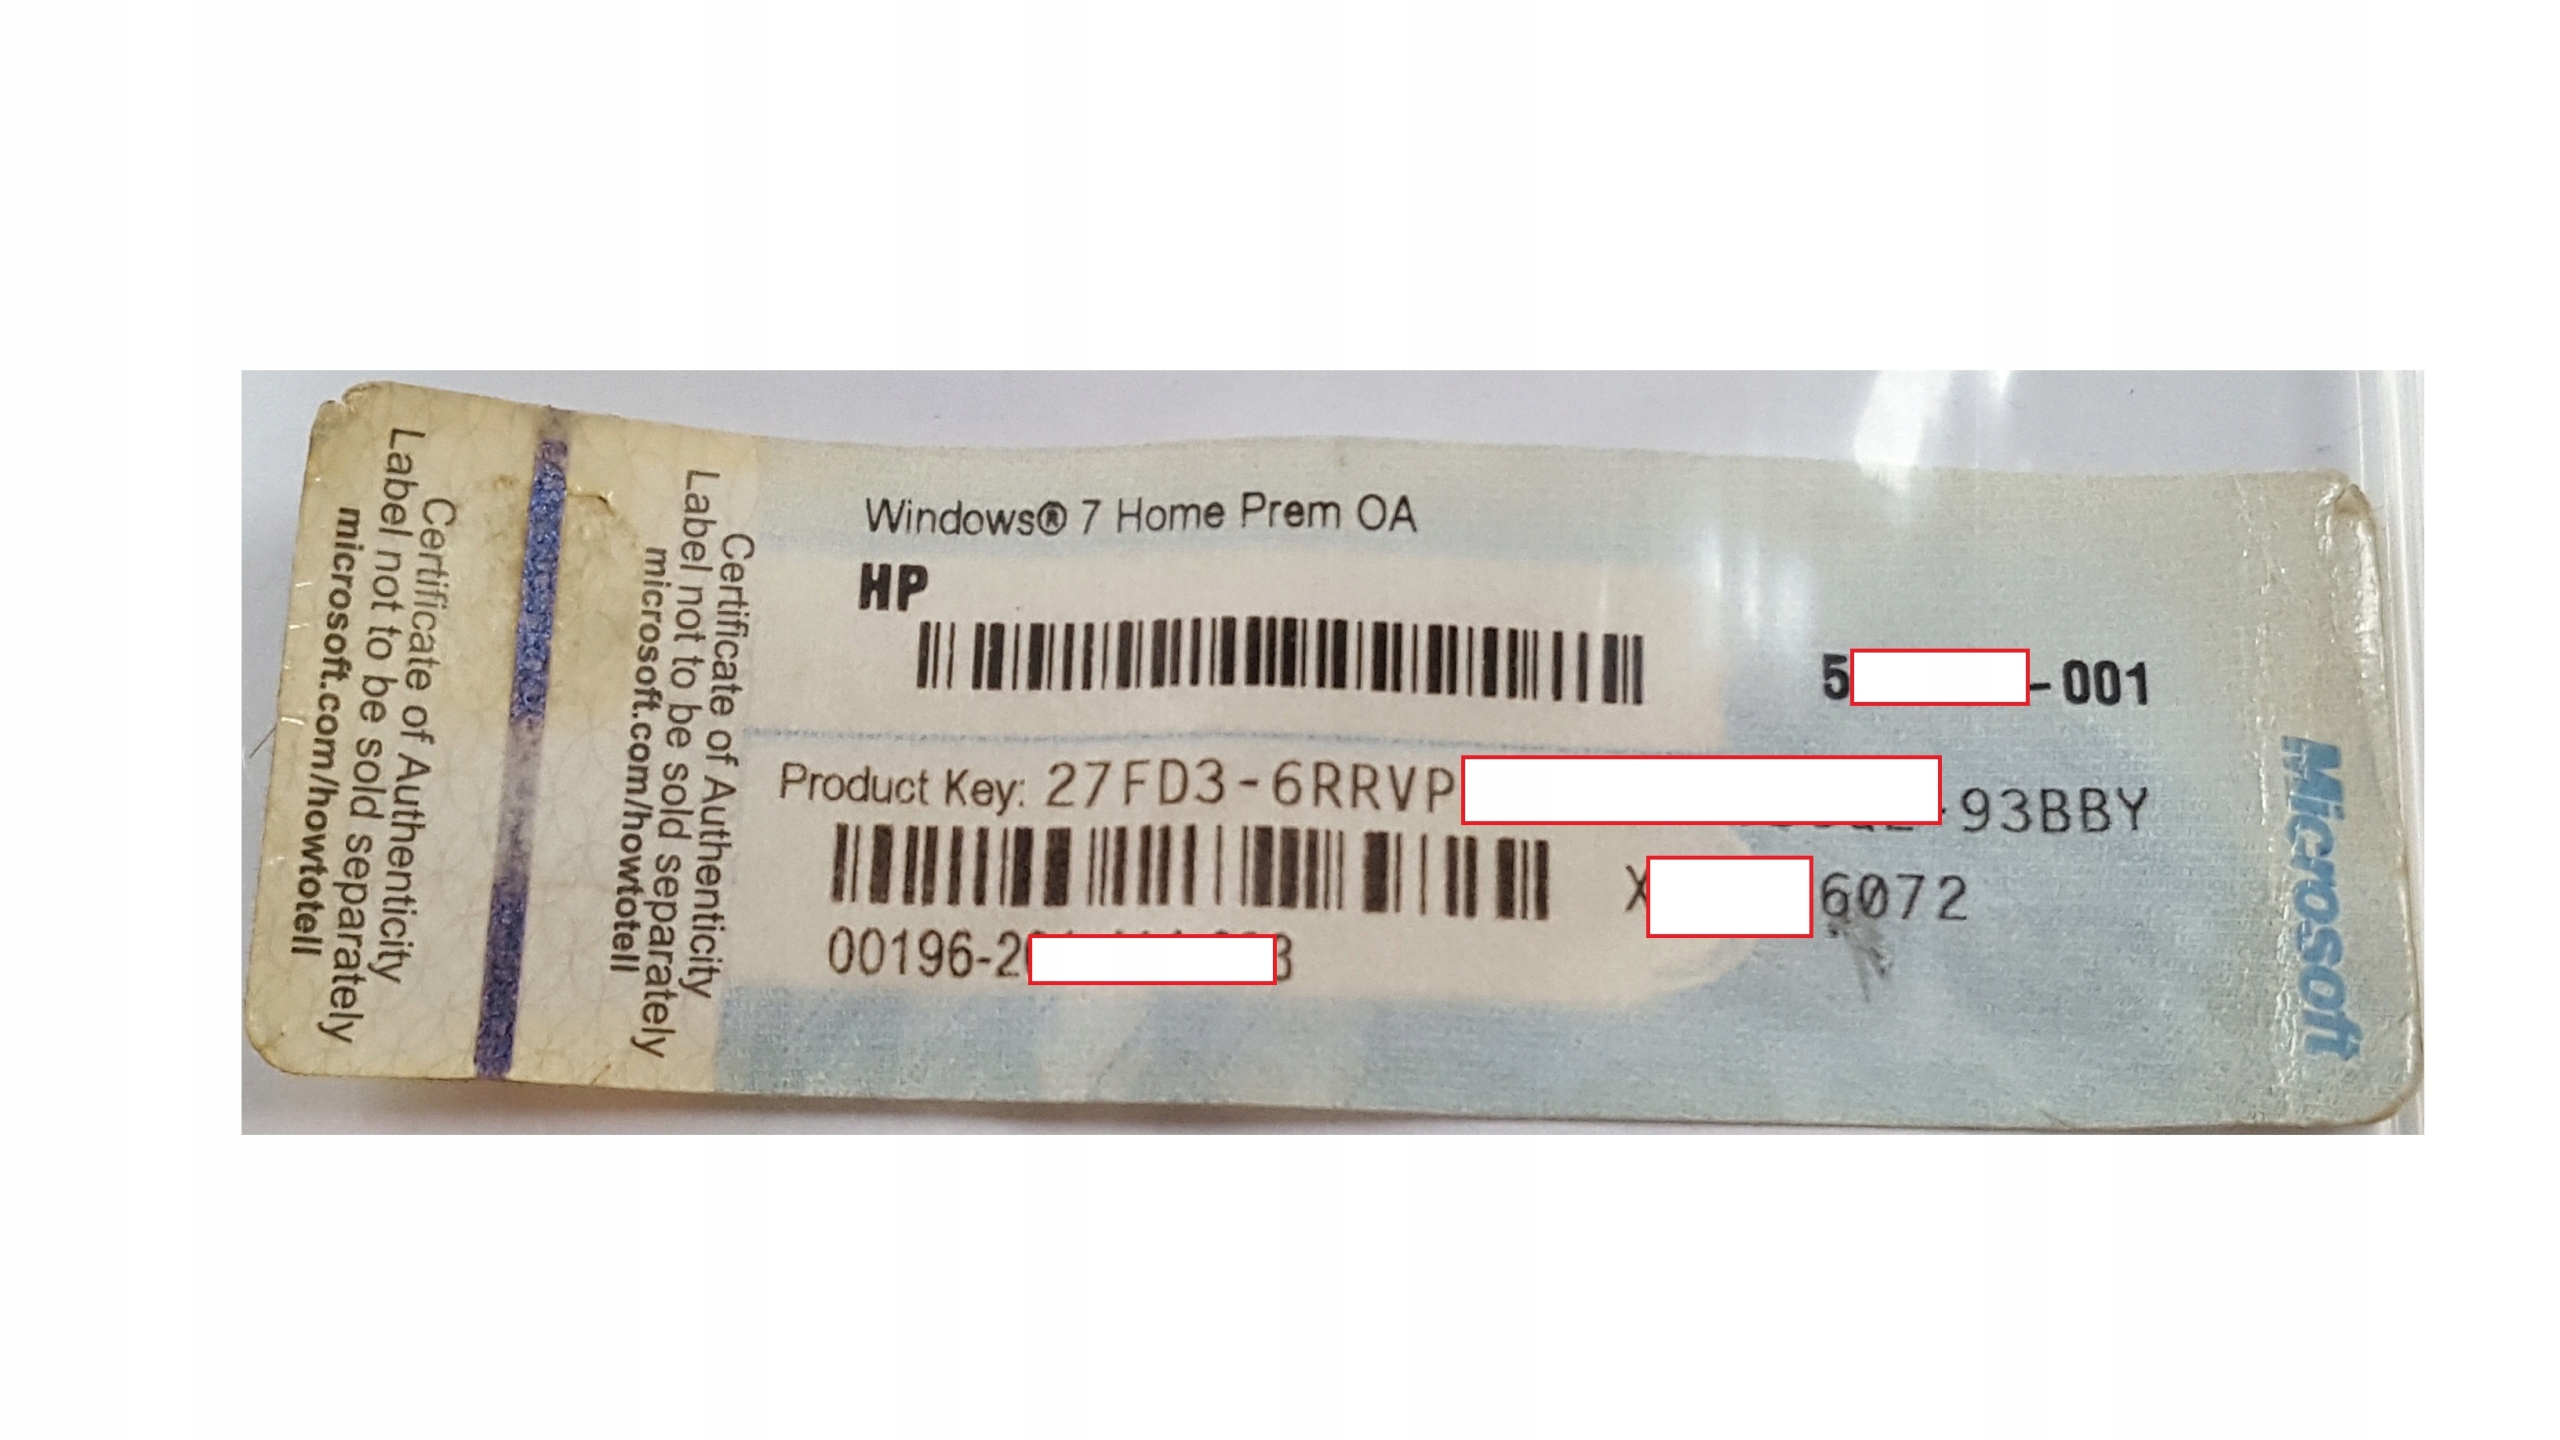 Certificate of Authenticity
Label not to be sold separately
microsoft.com/howtotell
Certificate of Authenticity
Label not to be sold separately
microsoft.com/howtotell
Windows® 7 Home Prem OA
HP
5 -001
Product Key: 27FD3-6RRVP -93BBY
X 6072
00196-20 3
Microsoft